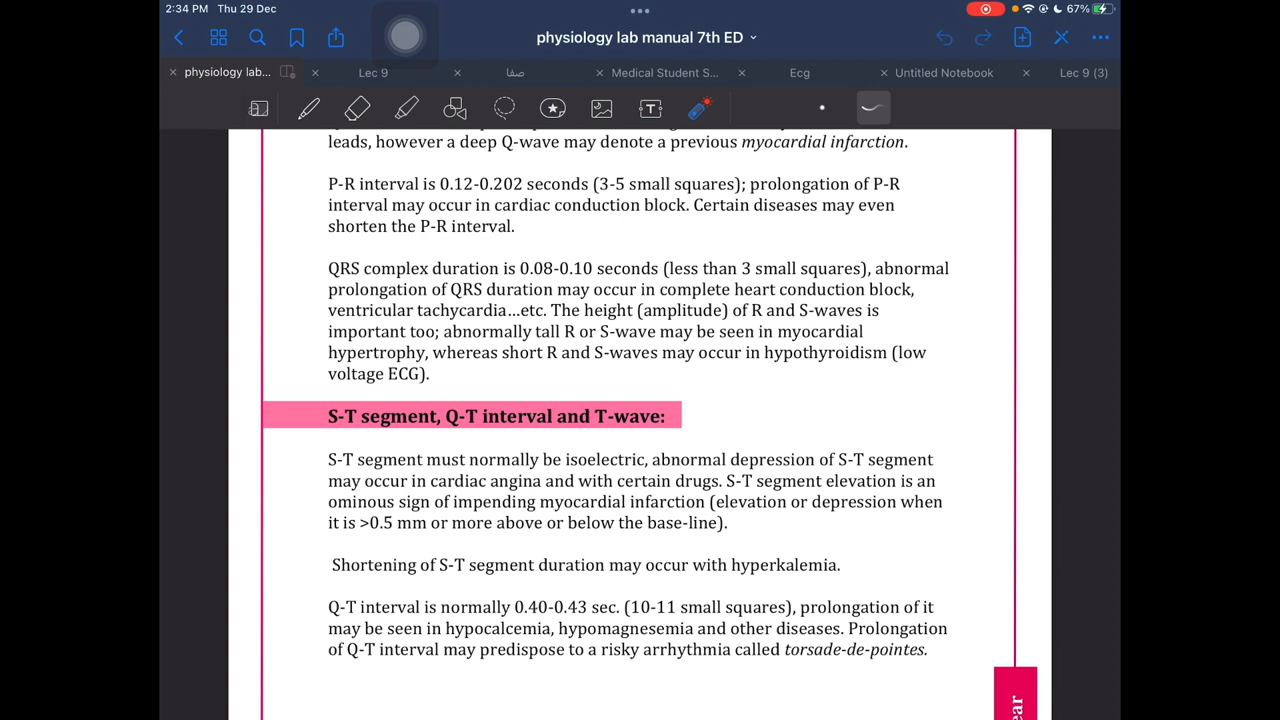 2:34 PM Thu 29 Dec
67%
physiology lab manual 7th ED
physiology lab...
Lec 9
صفا
Medical Student S...
Ecg
Untitled Notebook
Lec 9 (3)
leads, however a deep Q-wave may denote a previous myocardial infarction.
P-R interval is 0.12-0.202 seconds (3-5 small squares); prolongation of P-R
interval may occur in cardiac conduction block. Certain diseases may even
shorten the P-R interval.
QRS complex duration is 0.08-0.10 seconds (less than 3 small squares), abnormal
prolongation of QRS duration may occur in complete heart conduction block,
ventricular tachycardia...etc. The height (amplitude) of R and S-waves is
important too; abnormally tall R or S-wave may be seen in myocardial
hypertrophy, whereas short R and S-waves may occur in hypothyroidism (low
voltage ECG).
S-T segment, Q-T interval and T-wave:
S-T segment must normally be isoelectric, abnormal depression of S-T segment
may occur in cardiac angina and with certain drugs. S-T segment elevation is an
ominous sign of impending myocardial infarction (elevation or depression when
it is >0.5 mm or more above or below the base-line).
Shortening of S-T segment duration may occur with hyperkalemia.
Q-T interval is normally 0.40-0.43 sec. (10-11 small squares), prolongation of it
may be seen in hypocalcemia, hypomagnesemia and other diseases. Prolongation
of Q-T interval may predispose to a risky arrhythmia called torsade-de-pointes.